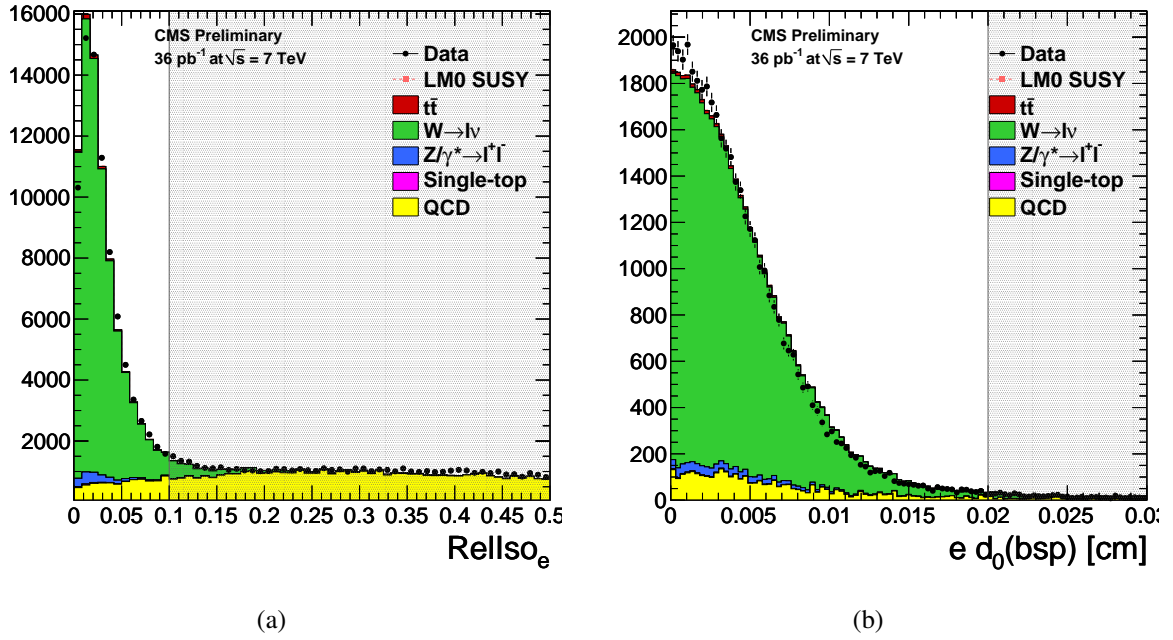 16000
14000
12000
10000
8000
6000
4000
2000
CMS Preliminary
36 pb⁻¹ at √s = 7 TeV
Data
LM0 SUSY
tt̄
W→lν
Z/γ*→l⁺l⁻
Single-top
QCD
0 0.05 0.1 0.15 0.2 0.25 0.3 0.35 0.4 0.45 0.5
RelIso_e
(a)
2000
1800
1600
1400
1200
1000
800
600
400
200
0
CMS Preliminary
36 pb⁻¹ at √s = 7 TeV
Data
LM0 SUSY
tt̄
W→lν
Z/γ*→l⁺l⁻
Single-top
QCD
0 0.005 0.01 0.015 0.02 0.025 0.03
e d₀(bsp) [cm]
(b)